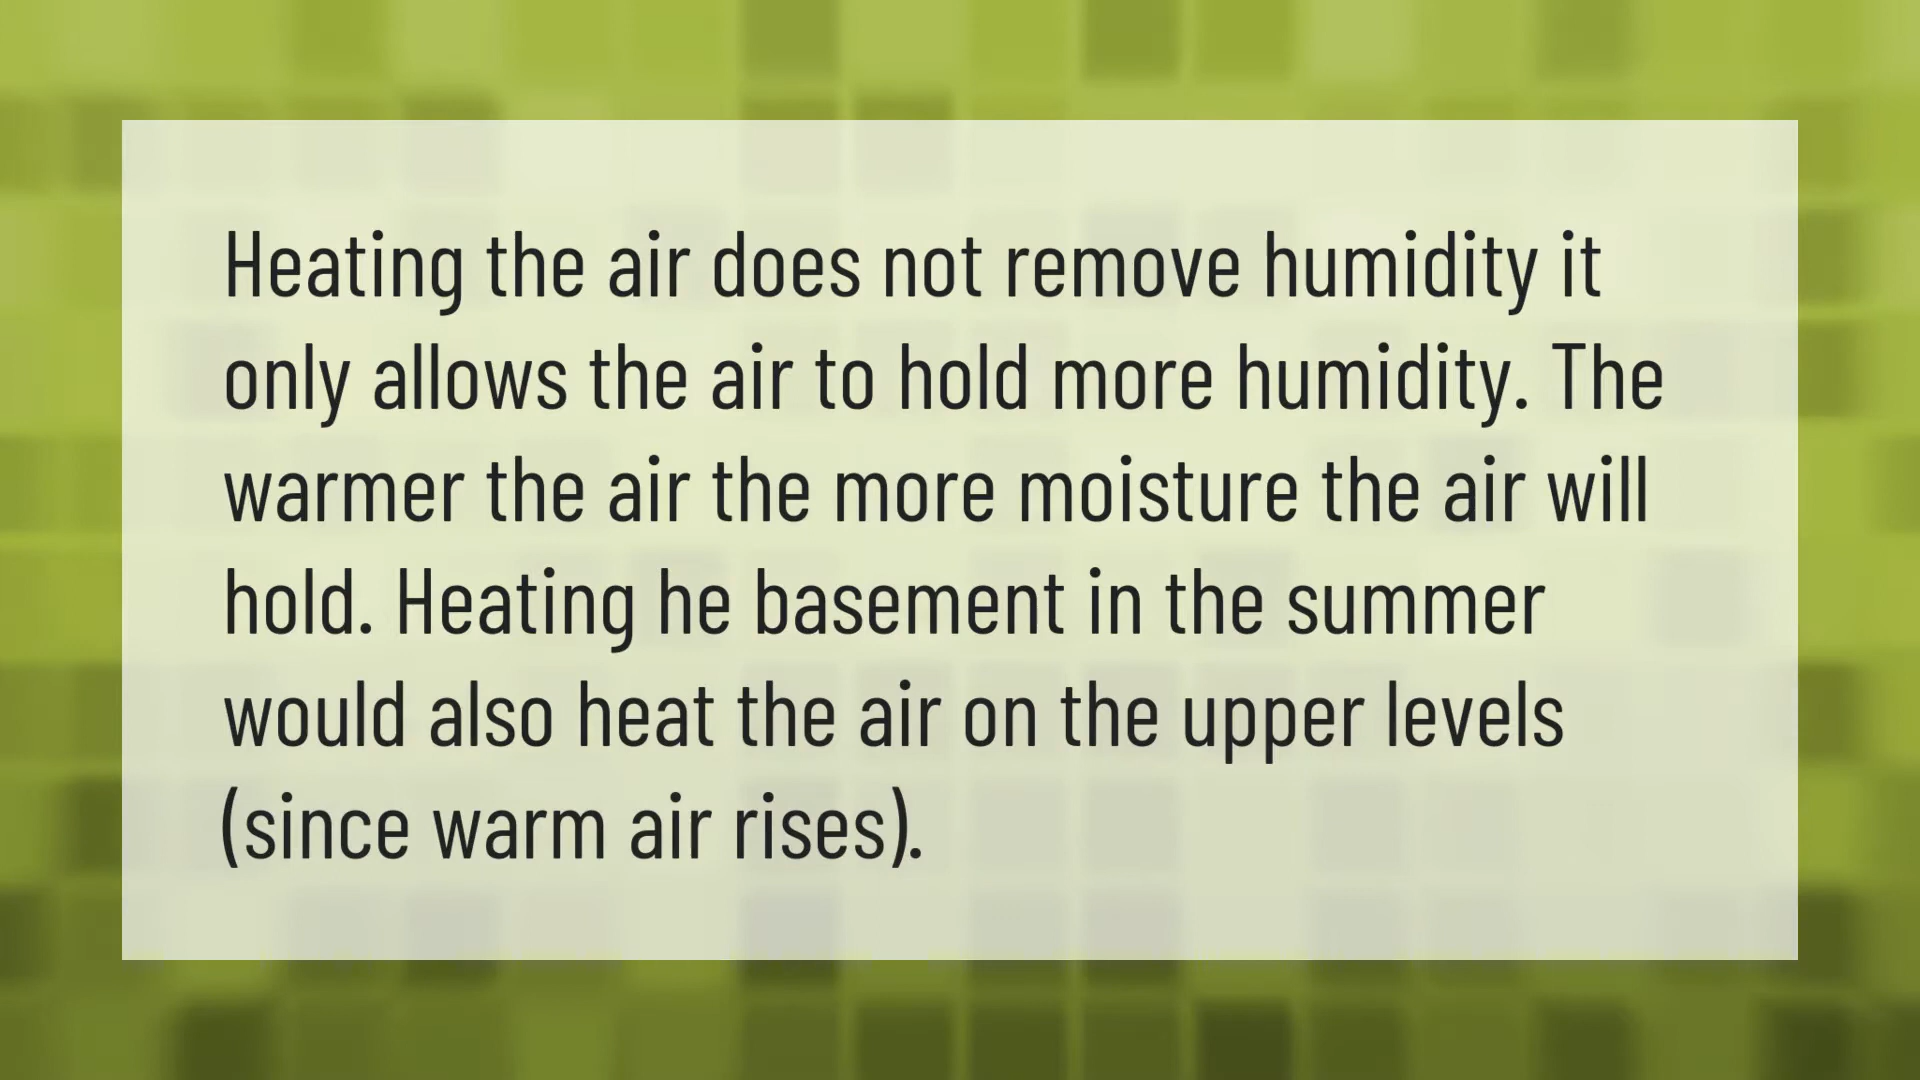 Heating the air does not remove humidity it
only allows the air to hold more humidity. The
warmer the air the more moisture the air will
hold. Heating he basement in the summer
would also heat the air on the upper levels
(since warm air rises).